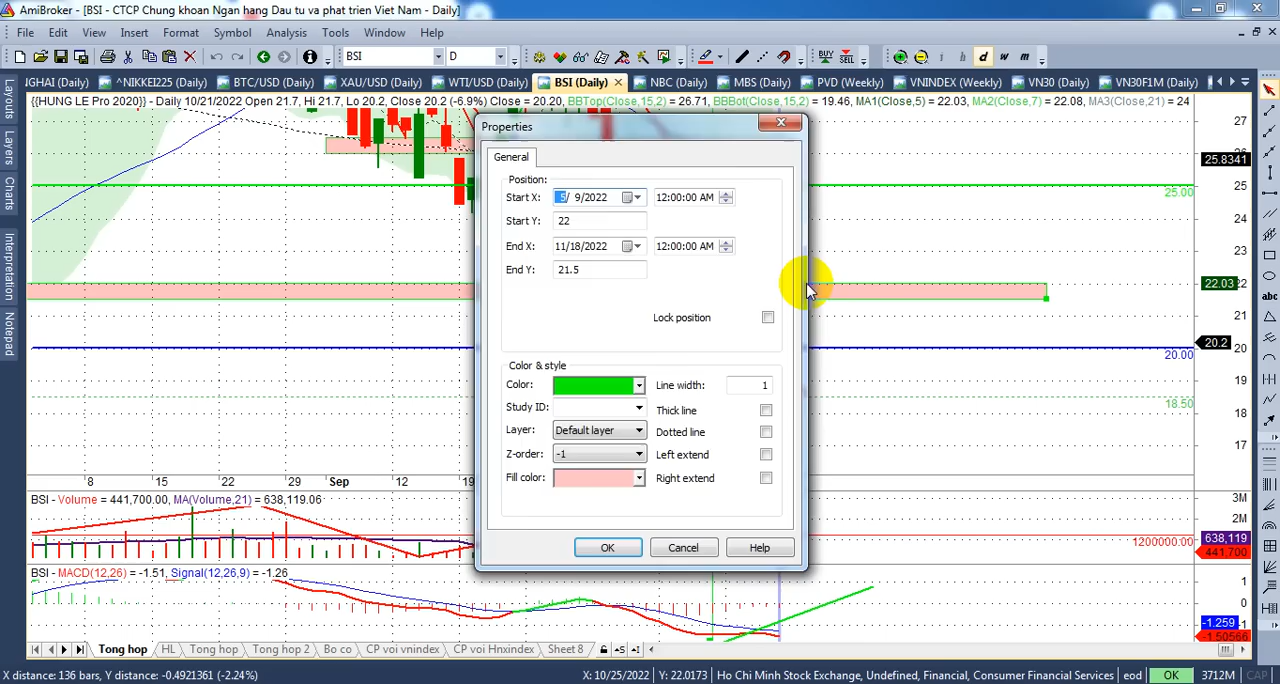 AmiBroker - [BSI - CTCP Chung khoan Ngan hang Dau tu va phat trien Viet Nam - Daily]
File Edit View Insert Format Symbol Analysis Tools Window Help
BSI D BUY SELL i h d w m
IGHAI (Daily) ^NIKKEI225 (Daily) BTC/USD (Daily) XAU/USD (Daily) WTI/USD (Daily) BSI (Daily) NBC (Daily) MBS (Daily) PVD (Weekly) VNINDEX (Weekly) VN30 (Daily) VN30F1M (Daily)
{{HUNG LE Pro 2020}} - Daily 10/21/2022 Open 21.7, Hi 21.7, Lo 20.2, Close 20.2 (-6.9%) Close = 20.20, BBTop(Close,15,2) = 26.71, BBBot(Close,15,2) = 19.46, MA1(Close,5) = 22.03, MA2(Close,7) = 22.08, MA3(Close,21) = 24
Layouts
Layers
Charts
Interpretation
Notepad
Properties
General
Position:
Start X: 5/ 9/2022 12:00:00 AM
Start Y: 22
End X: 11/18/2022 12:00:00 AM
End Y: 21.5
Lock position
Color & style
Color: Line width: 1
Study ID: Thick line
Layer: Default layer Dotted line
Z-order: -1 Left extend
Fill color: Right extend
OK Cancel Help
27
26
25.8341
25
25.00
24
23
22.03 22
21
20.2
20
20.00
19
18.50
18
17
abc
8 15 22 29 Sep 12 19
BSI - Volume = 441,700.00, MA(Volume,21) = 638,119.06
3M
2M
638,119
1200000.00
441,700
BSI - MACD(12,26) = -1.51, Signal(12,26,9) = -1.26
1
0
-1.259
-1
-1.50566
Tong hop HL Tong hop Tong hop 2 Bo co CP voi vnindex CP voi Hnxindex Sheet 8
X distance: 136 bars, Y distance: -0.4921361 (-2.24%) X: 10/25/2022 Y: 22.0173 Ho Chi Minh Stock Exchange, Undefined, Financial, Consumer Financial Services eod OK 3712M CAP